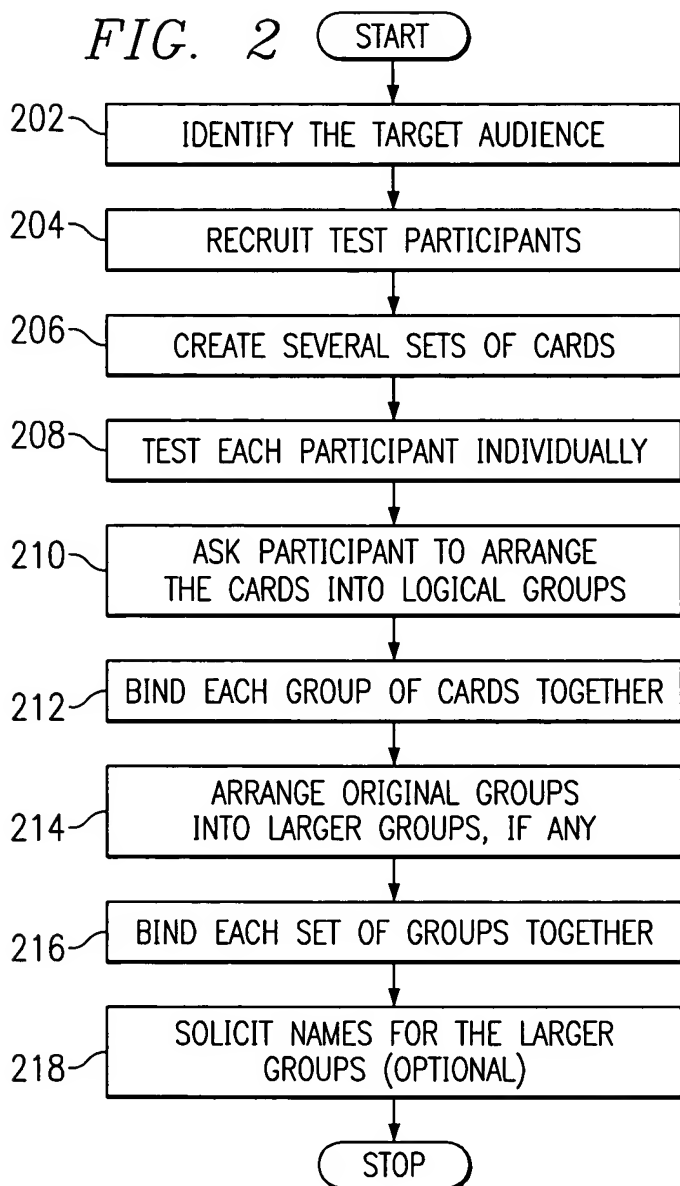 FIG. 2
START
202
IDENTIFY THE TARGET AUDIENCE
204
RECRUIT TEST PARTICIPANTS
206
CREATE SEVERAL SETS OF CARDS
208
TEST EACH PARTICIPANT INDIVIDUALLY
210
ASK PARTICIPANT TO ARRANGE
THE CARDS INTO LOGICAL GROUPS
212
BIND EACH GROUP OF CARDS TOGETHER
214
ARRANGE ORIGINAL GROUPS
INTO LARGER GROUPS, IF ANY
216
BIND EACH SET OF GROUPS TOGETHER
218
SOLICIT NAMES FOR THE LARGER
GROUPS (OPTIONAL)
STOP